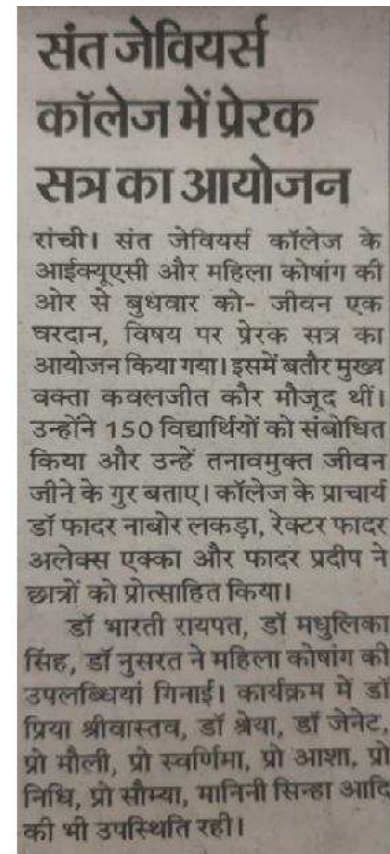 संत जेवियर्स
कॉलेज में प्रेरक
सत्र का आयोजन
रांची। संत जेवियर्स कॉलेज के
आईक्यूएसी और महिला कोषांग की
ओर से बुधवार को- जीवन एक
वरदान, विषय पर प्रेरक सत्र का
आयोजन किया गया। इसमें बतौर मुख्य
वक्ता कवलजीत कौर मौजूद थीं।
उन्होंने 150 विद्यार्थियों को संबोधित
किया और उन्हें तनावमुक्त जीवन
जीने के गुर बताए। कॉलेज के प्राचार्य
डॉ फादर नाबोर लकड़ा, रेक्टर फादर
अलेक्स एक्का और फादर प्रदीप ने
छात्रों को प्रोत्साहित किया।
डॉ भारती रायपत, डॉ मधुलिका
सिंह, डॉ नुसरत ने महिला कोषांग की
उपलब्धियां गिनाईं। कार्यक्रम में डॉ
प्रिया श्रीवास्तव, डॉ श्रेया, डॉ जेनेट,
प्रो मौली, प्रो स्वर्णिमा, प्रो आशा, प्रो
निधि, प्रो सौम्या, मानिनी सिन्हा आदि
की भी उपस्थिति रही।